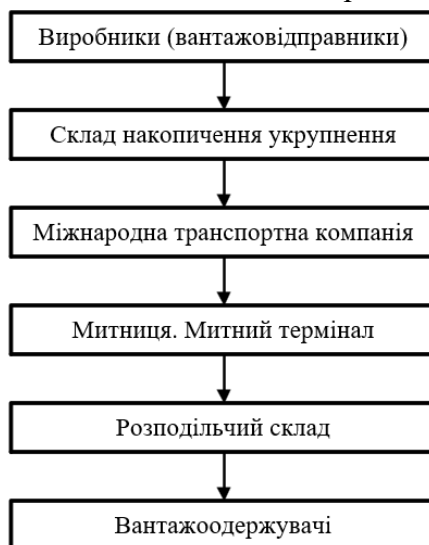 Виробники (вантажовідправники)
Склад накопичення укрупнення
Міжнародна транспортна компанія
Митниця. Митний термінал
Розподільчий склад
Вантажоодержувачі